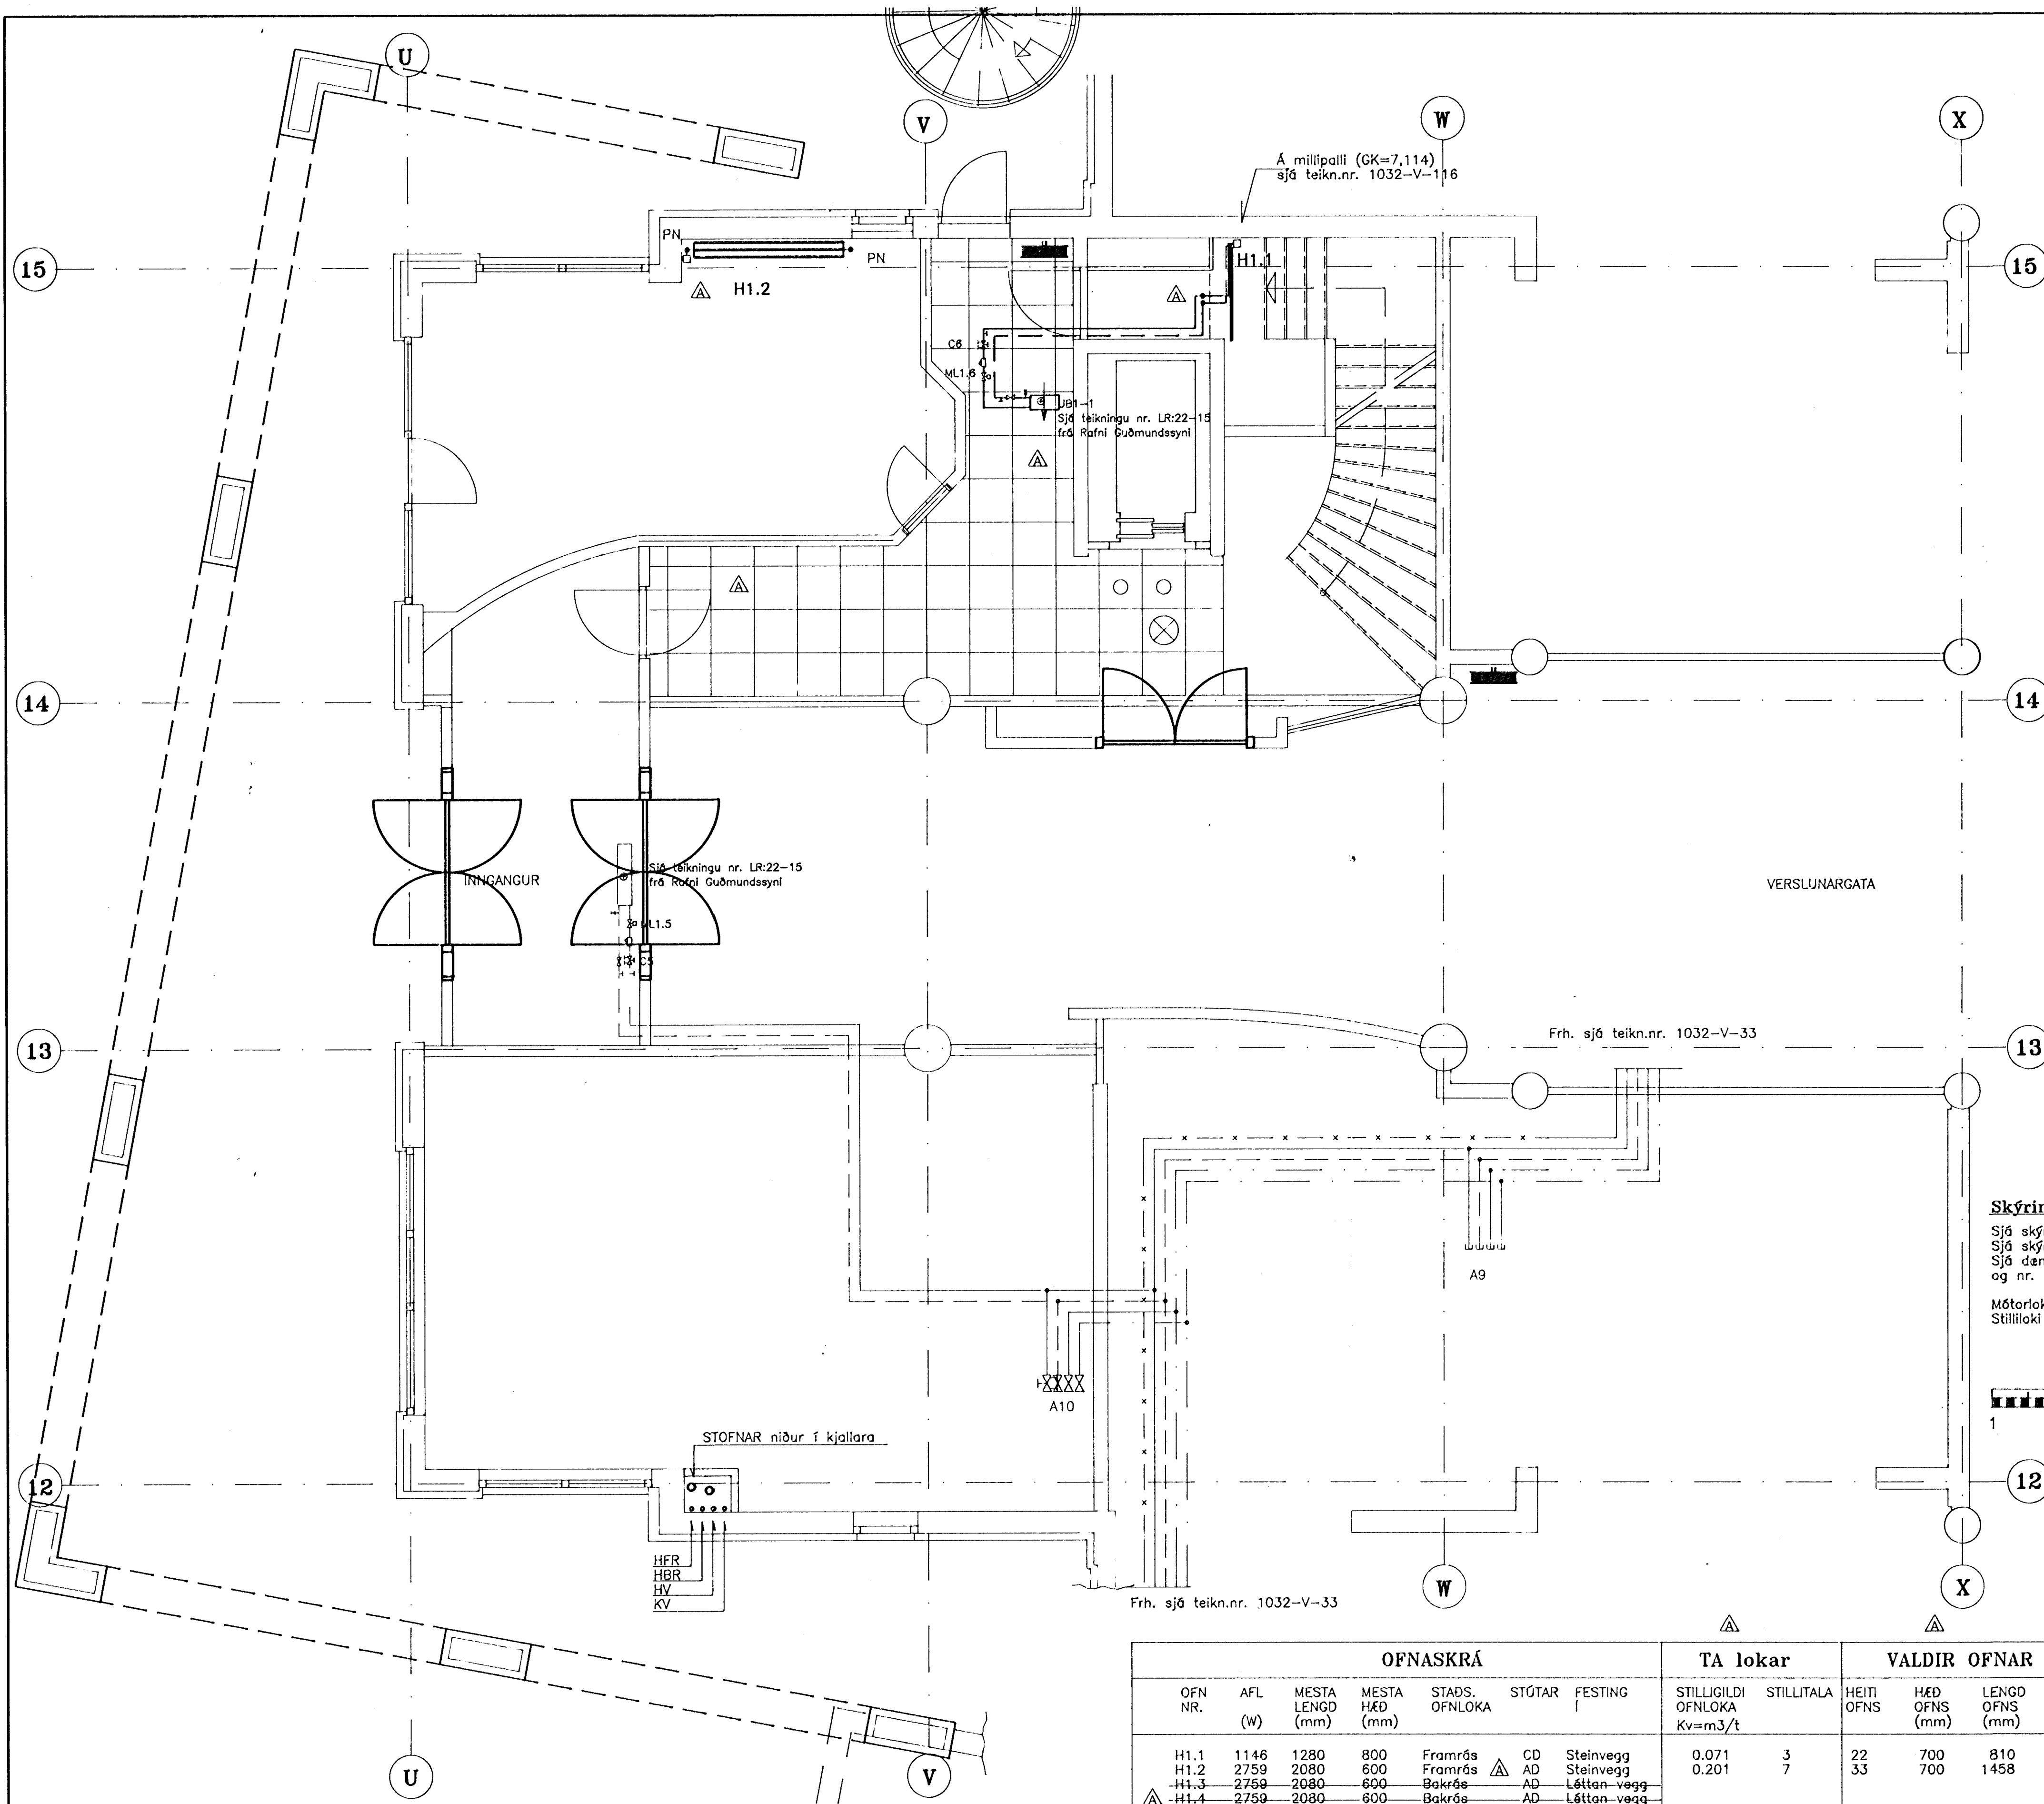 U
V
W
X
Á millipalli (GK=7,114)
sjá teikn.nr. 1032-V-116
PN
PN
15
15
H1.1
A
H1.2
A
C6
ML1.6
JB1-1
Sjá teikningu nr. LR:22-15
frá Rafni Guðmundssyni
A
A
14
14
INNGANGUR
Sjá teikningu nr. LR:22-15
frá Rafni Guðmundssyni
VERSLUNARGATA
ML1.5
C5
13
13
Frh. sjá teikn.nr. 1032-V-33
A9
A10
Skýrin
Sjá ský
Sjá ský
Sjá dæm
og nr.
Mótorlok
Stilliloki
1
STOFNAR niður í kjallara
12
12
HFR
HBR
HV
KV
Frh. sjá teikn.nr. 1032-V-33
W
X
U
V
A
A
OFNASKRÁ TA lokar VALDIR OFNAR
OFN NR. AFL (W) MESTA LENGD (mm) MESTA HÆÐ (mm) STAÐS. OFNLOKA STÚTAR FESTING Í STILLIGILDI OFNLOKA Kv=m3/t STILLITALA HEITI OFNS HÆÐ OFNS (mm) LENGD OFNS (mm)
H1.1 1146 1280 800 Framrás CD Steinvegg 0.071 3 22 700 810
H1.2 2759 2080 600 Framrás A AD Steinvegg 0.201 7 33 700 1458
H1.3 2759 2080 600 Bakrás AD Léttan vegg
A H1.4 2759 2080 600 Bakrás AD Léttan vegg